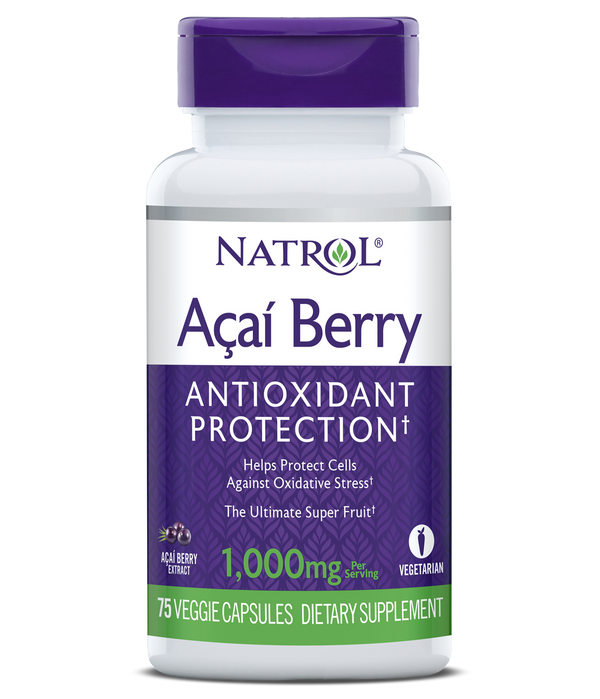 NATROL®
Açaí Berry
ANTIOXIDANT
PROTECTION†
Helps Protect Cells
Against Oxidative Stress†
The Ultimate Super Fruit†
AÇAÍ BERRY
EXTRACT
1,000mg Per
Serving
VEGETARIAN
75 VEGGIE CAPSULES DIETARY SUPPLEMENT